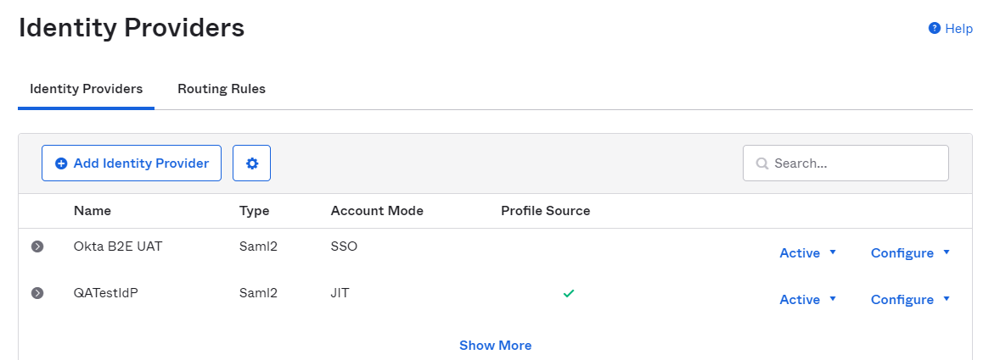 Identity Providers
Help
Identity Providers Routing Rules
Add Identity Provider Search...
Name Type Account Mode Profile Source
Okta B2E UAT Saml2 SSO Active Configure
QATestIdP Saml2 JIT Active Configure
Show More